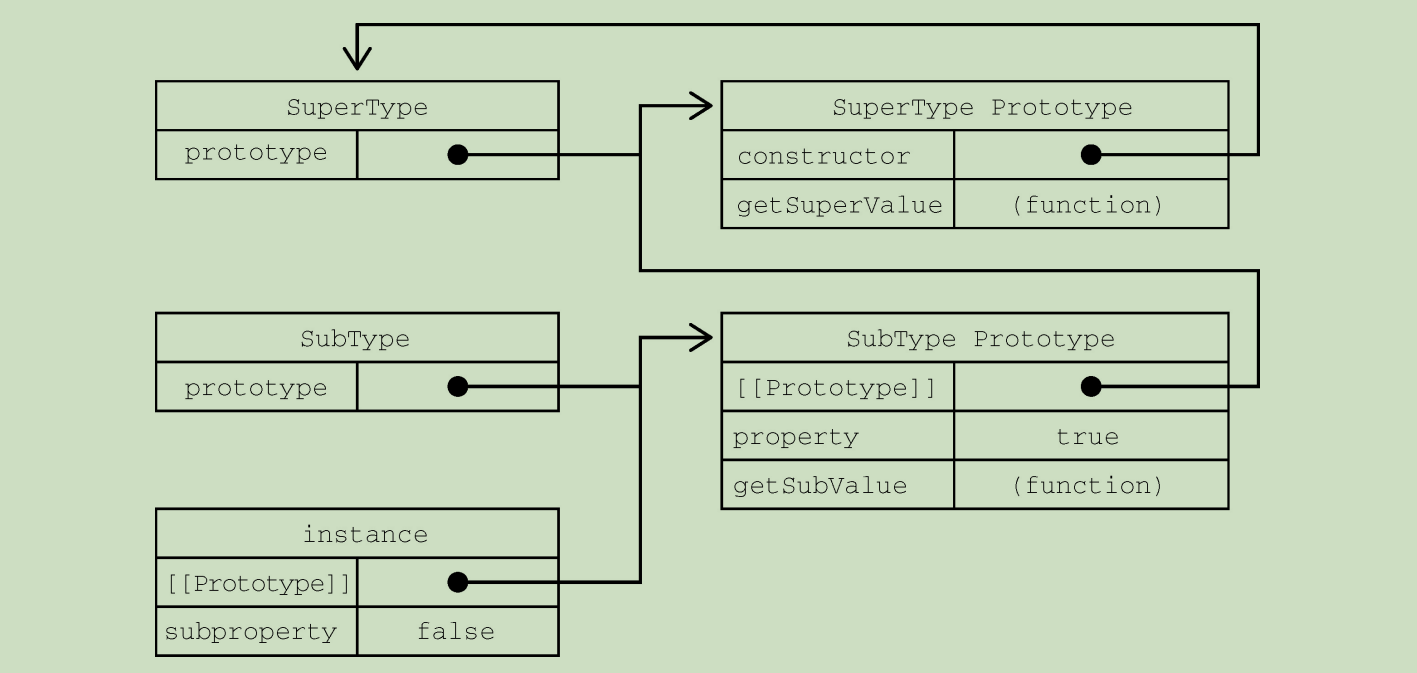 SuperType
prototype
SuperType Prototype
constructor
getSuperValue (function)
SubType
prototype
SubType Prototype
[[Prototype]]
property true
getSubValue (function)
instance
[[Prototype]]
subproperty false